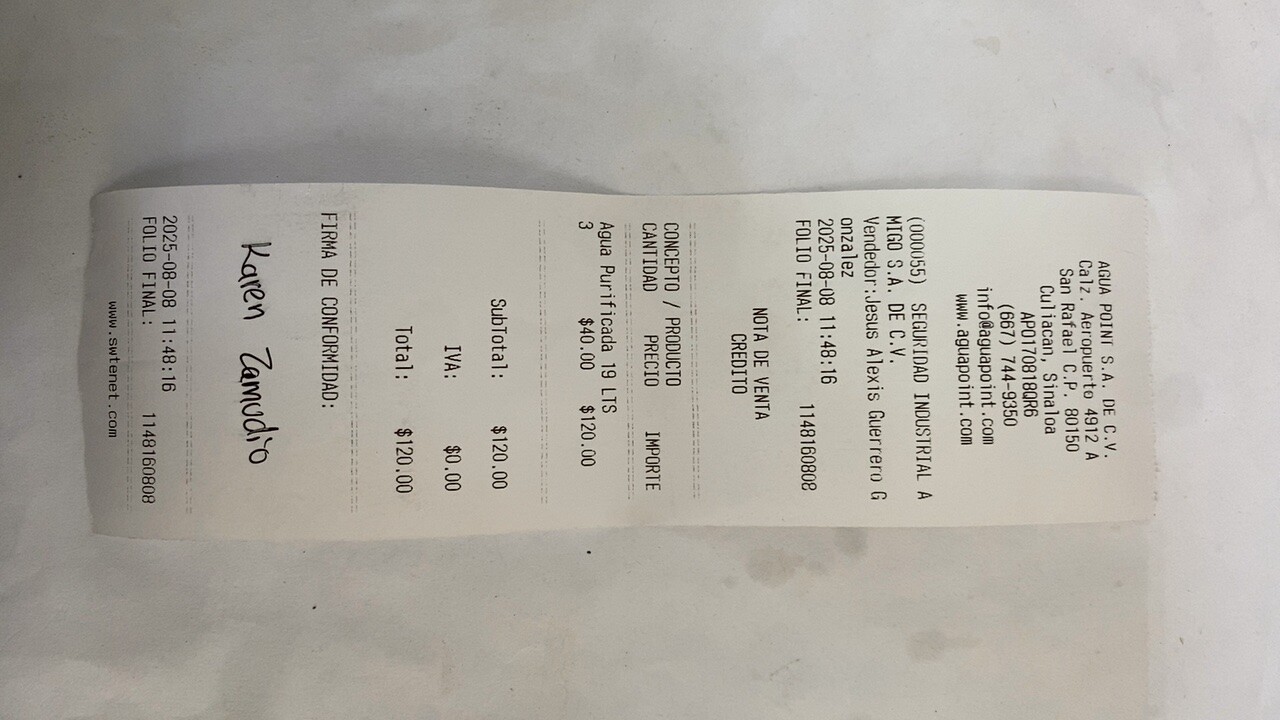 AGUA POINT S.A. DE C.V.
Calz. Aeropuerto 4912 A
San Rafael C.P. 80150
Culiacan, Sinaloa
APO170818QR6
(667) 744-9350
info@aguapoint.com
www.aguapoint.com
(000055) SEGURIDAD INDUSTRIAL A
MIGO S.A. DE C.V.
Vendedor:Jesus Alexis Guerrero G
onzalez
2025-08-08 11:48:16
FOLIO FINAL: 1148160808
NOTA DE VENTA
CREDITO
CONCEPTO / PRODUCTO
CANTIDAD PRECIO IMPORTE
Agua Purificada 19 LTS
3 $40.00 $120.00
SubTotal: $120.00
IVA: $0.00
Total: $120.00
FIRMA DE CONFORMIDAD:
Karen Zamudio
2025-08-08 11:48:16
FOLIO FINAL: 1148160808
www.swtenet.com